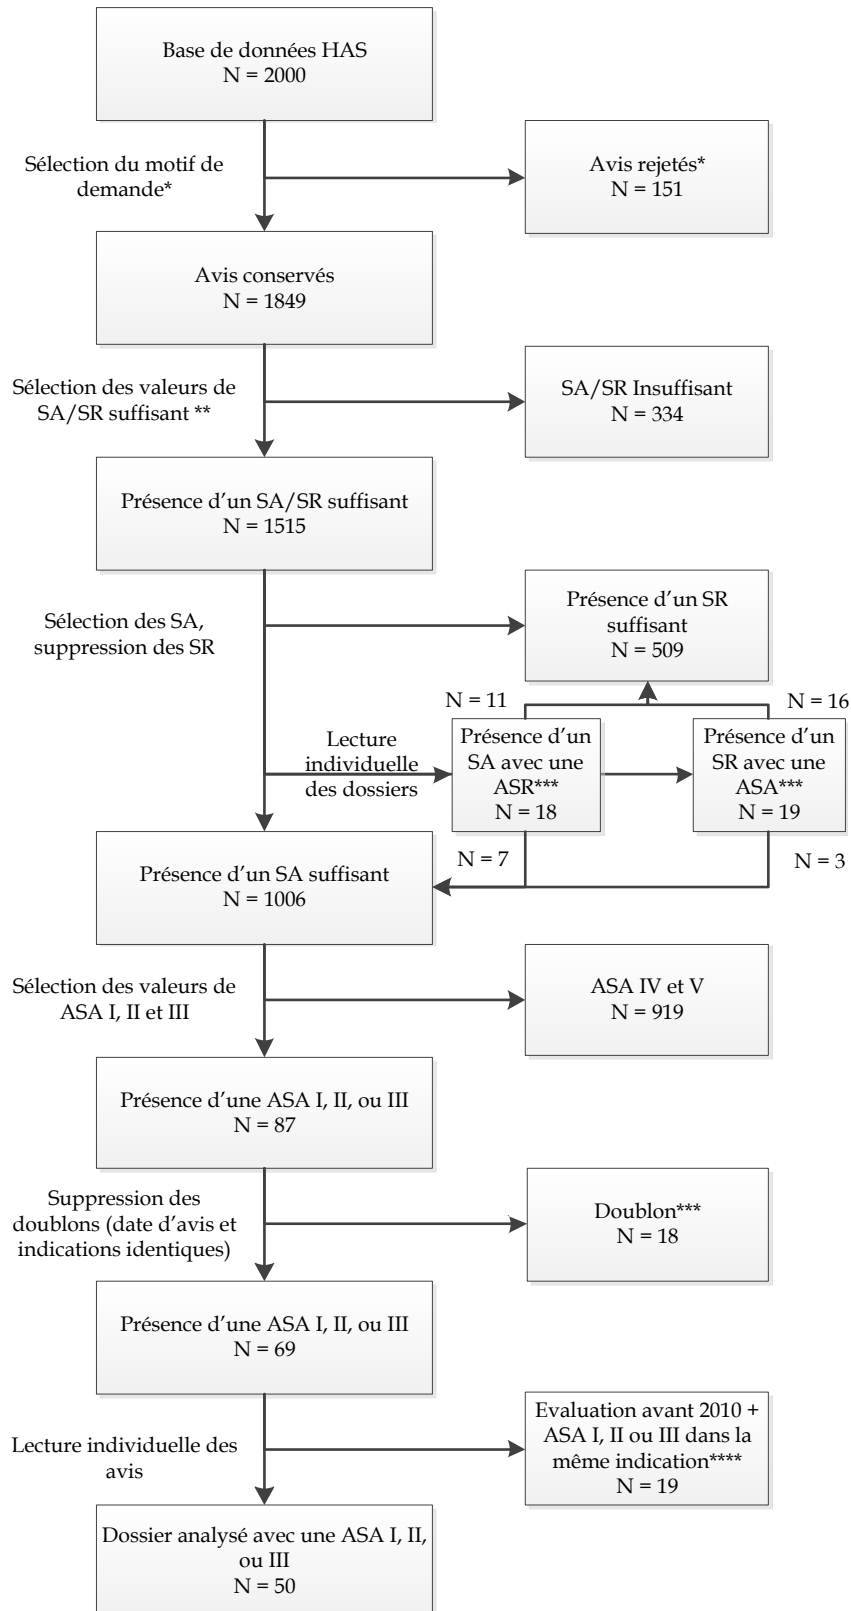 Base de données HAS
N = 2000
Sélection du motif de
demande*
Avis rejetés*
N = 151
Avis conservés
N = 1849
Sélection des valeurs de
SA/SR suffisant **
SA/SR Insuffisant
N = 334
Présence d’un SA/SR suffisant
N = 1515
Sélection des SA,
suppression des SR
Présence d’un SR
suffisant
N = 509
N = 11
N = 16
Lecture
individuelle
des dossiers
Présence d’un
SA avec une
ASR***
N = 18
Présence d’un
SR avec une
ASA***
N = 19
N = 7
N = 3
Présence d’un SA suffisant
N = 1006
Sélection des valeurs de
ASA I, II et III
ASA IV et V
N = 919
Présence d’une ASA I, II, ou III
N = 87
Suppression des
doublons (date d’avis et
indications identiques)
Doublon***
N = 18
Présence d’une ASA I, II, ou III
N = 69
Lecture individuelle des
avis
Evaluation avant 2010 +
ASA I, II ou III dans la
même indication****
N = 19
Dossier analysé avec une ASA I, II,
ou III
N = 50